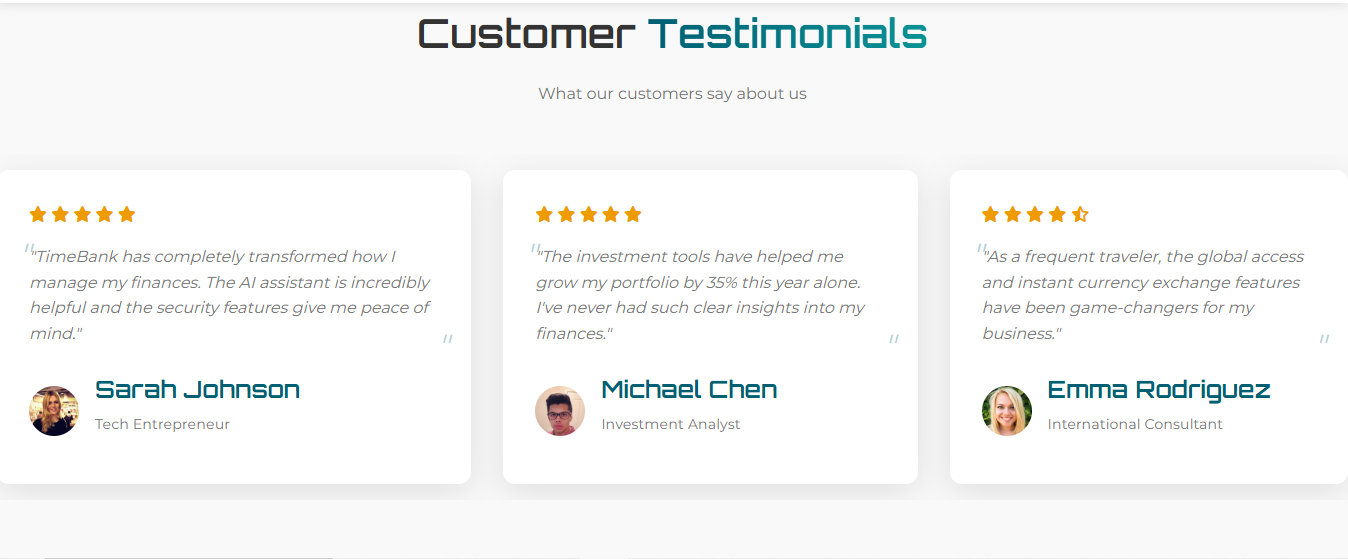 Customer Testimonials
What our customers say about us
"
"TimeBank has completely transformed how I
manage my finances. The AI assistant is incredibly
helpful and the security features give me peace of
mind."
"
Sarah Johnson
Tech Entrepreneur
"
"The investment tools have helped me
grow my portfolio by 35% this year alone.
I've never had such clear insights into my
finances."
"
Michael Chen
Investment Analyst
"
"As a frequent traveler, the global access
and instant currency exchange features
have been game-changers for my
business."
"
Emma Rodriguez
International Consultant